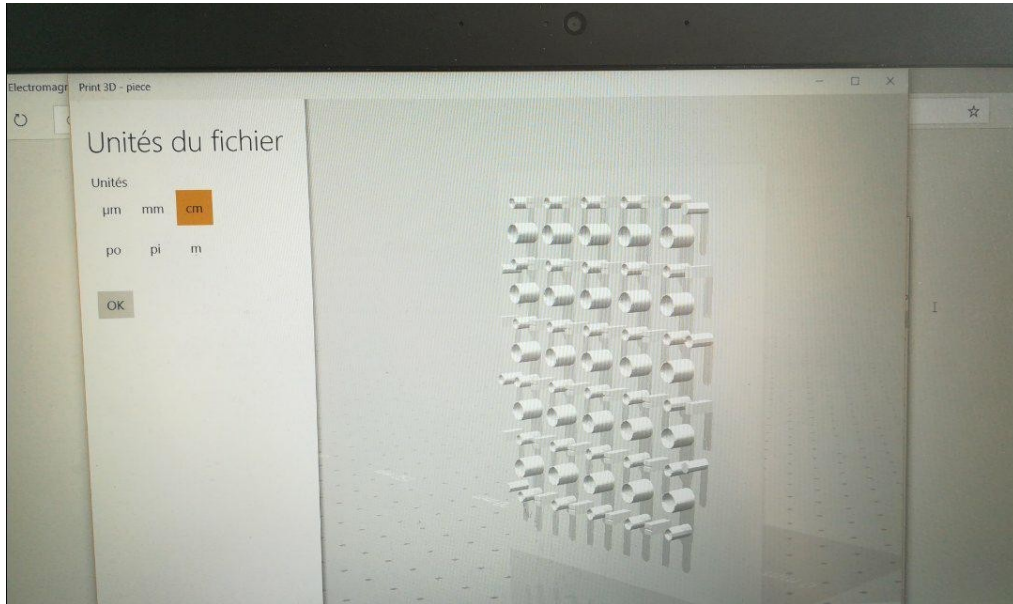 Electromagr
Print 3D - piece
Unités du fichier
Unités
µm mm cm
po pi m
OK